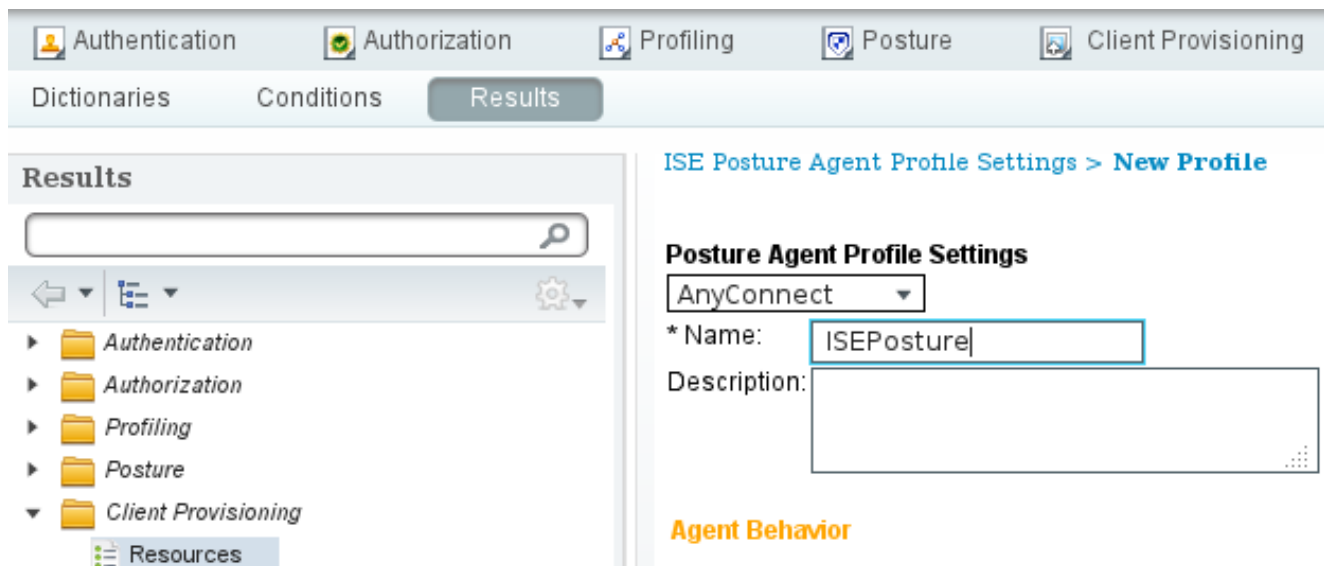 Authentication Authorization Profiling Posture Client Provisioning
Dictionaries Conditions Results
Results
ISE Posture Agent Profile Settings > New Profile
Posture Agent Profile Settings
AnyConnect
* Name: ISEPosture
Description:
Authentication
Authorization
Profiling
Posture
Client Provisioning
Resources
Agent Behavior